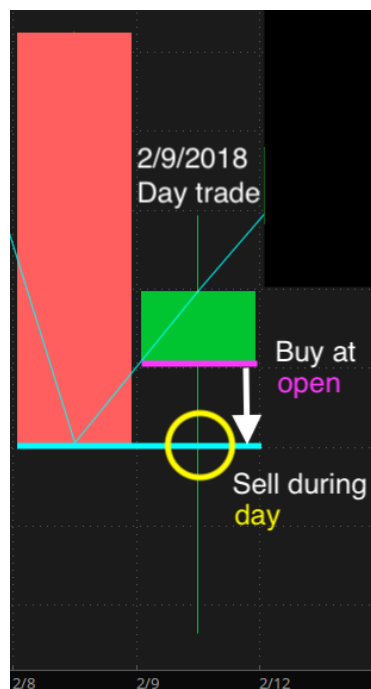 2/9/2018
Day trade
Buy at
open
Sell during
day
2/8
2/9
2/12